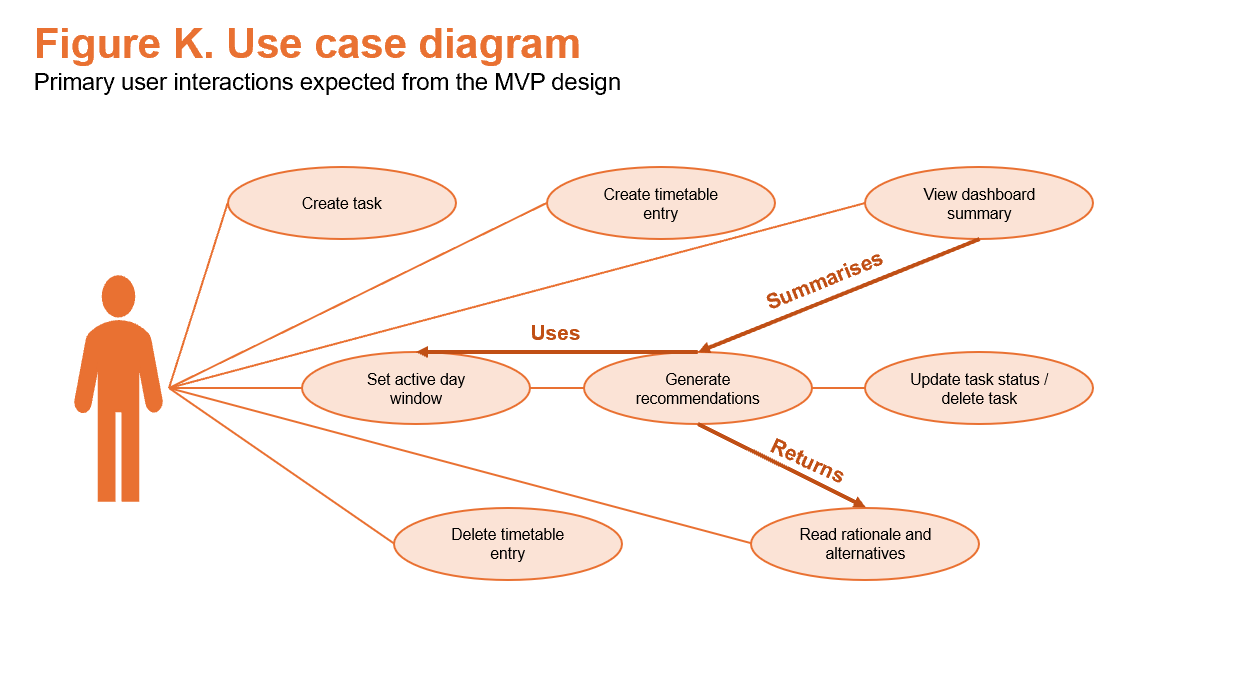 Figure K. Use case diagram
Primary user interactions expected from the MVP design
Create task
Create timetable
entry
View dashboard
summary
Summarises
Uses
Set active day
window
Generate
recommendations
Update task status /
delete task
Returns
Delete timetable
entry
Read rationale and
alternatives